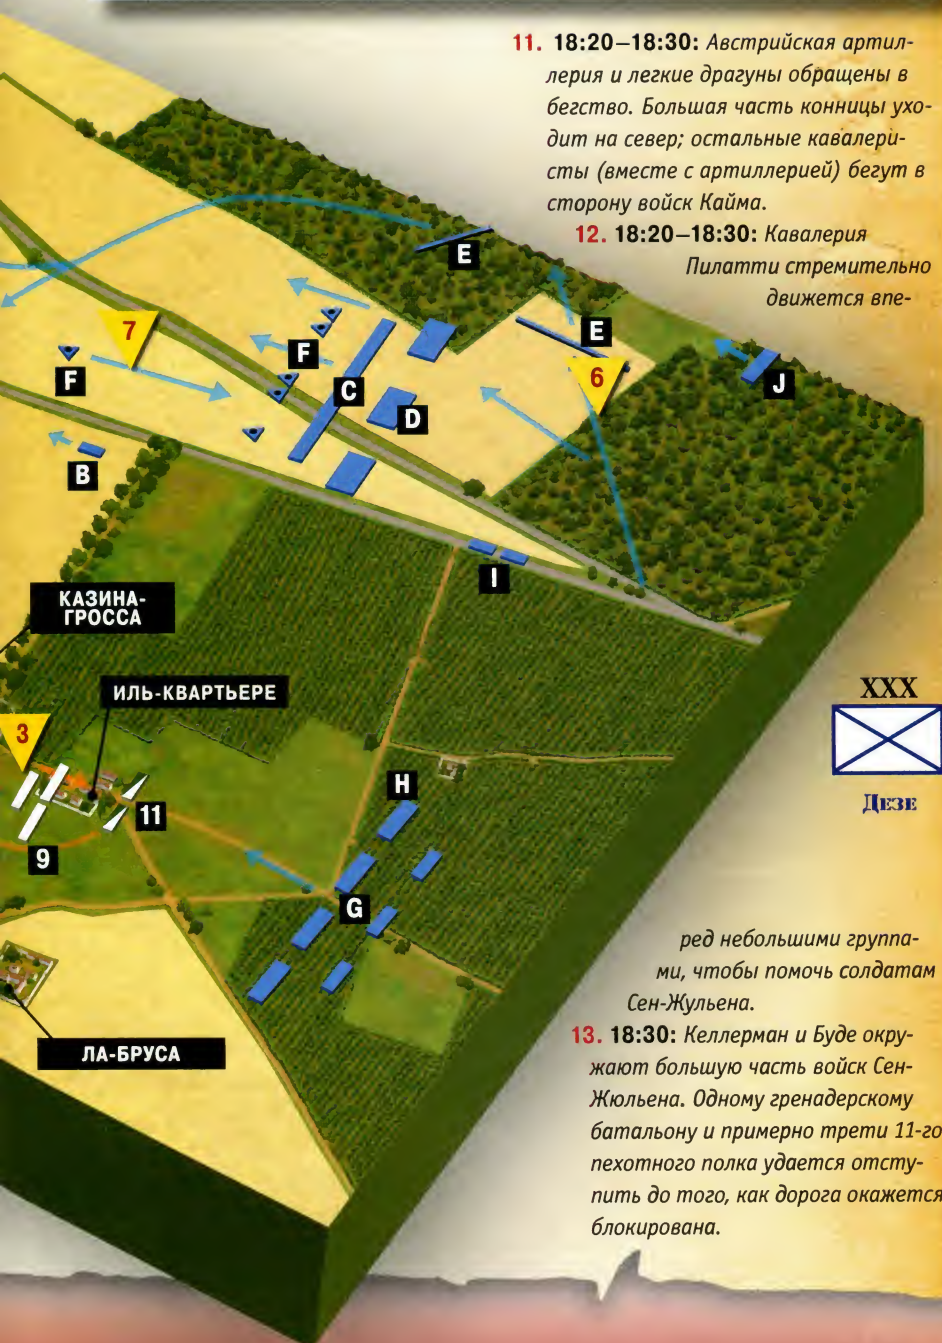 11. 18:20–18:30: Австрийская артил-
лерия и легкие драгуны обращены в
бегство. Большая часть конницы ухо-
дит на север; остальные кавалери-
сты (вместе с артиллерией) бегут в
сторону войск Кайма.
12. 18:20–18:30: Кавалерия
Пилатти стремительно
движется впе-
E
E
7
F
F
6
J
C
D
B
I
КАЗИНА-
ГРОССА
ИЛЬ-КВАРТЬЕРЕ
XXX
3
Дезе
H
11
9
G
ред небольшими группа-
ми, чтобы помочь солдатам
Сен-Жульена.
13. 18:30: Келлерман и Буде окру-
жают большую часть войск Сен-
Жюльена. Одному гренадерскому
батальону и примерно трети 11-го
пехотного полка удается отсту-
пить до того, как дорога окажется
блокирована.
ЛА-БРУСА